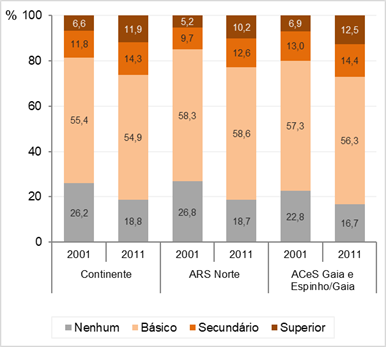 %
100
80
60
40
20
0
6,6 11,9 5,2 10,2 6,9 12,5
11,8 14,3 9,7 12,6 13,0 14,4
55,4 54,9 58,3 58,6 57,3 56,3
26,2 18,8 26,8 18,7 22,8 16,7
2001 2011 2001 2011 2001 2011
Continente ARS Norte ACeS Gaia e
Espinho/Gaia
Nenhum Básico Secundário Superior